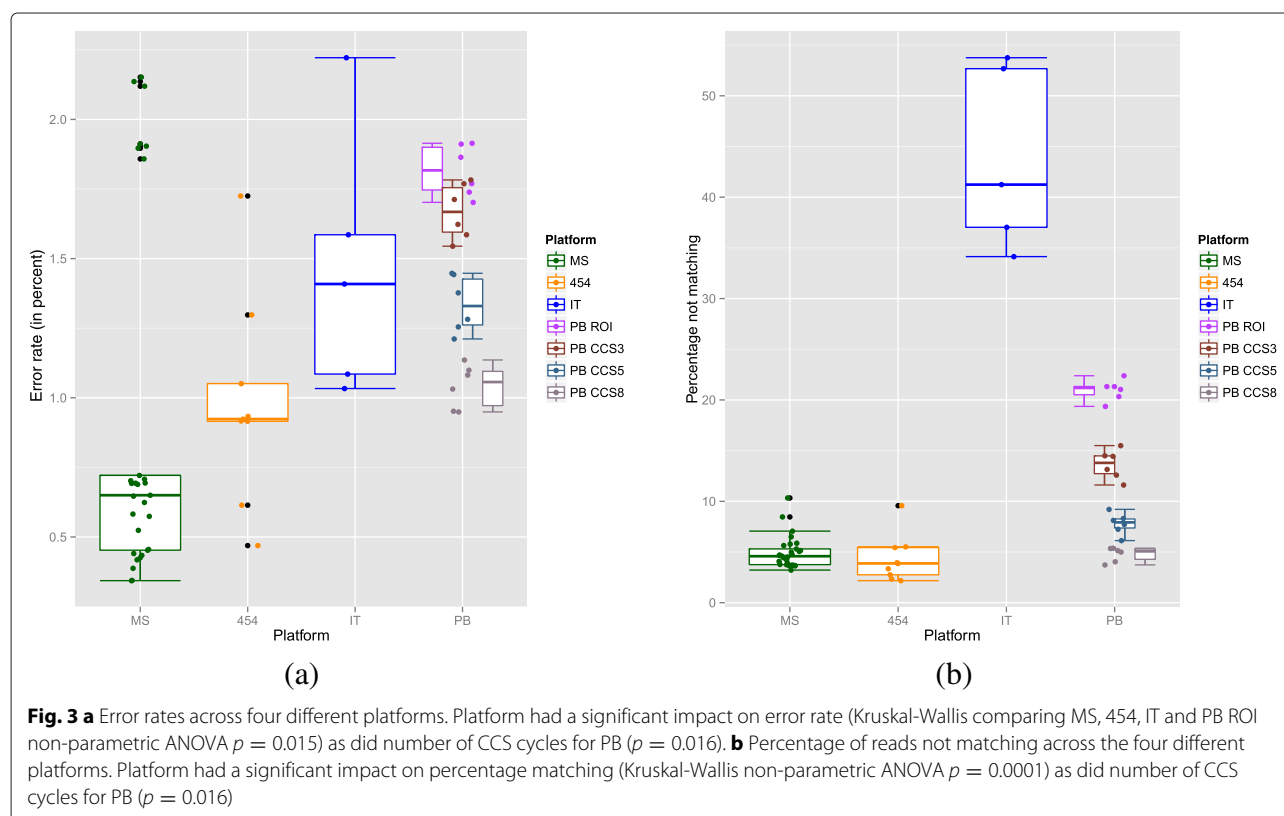 Error rate (in percent)
2.0
1.5
1.0
0.5
MS
454
IT
PB
Platform
Platform
MS
454
IT
PB ROI
PB CCS3
PB CCS5
PB CCS8
(a)
Percentage not matching
50
40
30
20
10
0
MS
454
IT
PB
Platform
Platform
MS
454
IT
PB ROI
PB CCS3
PB CCS5
PB CCS8
(b)
Fig. 3 a Error rates across four different platforms. Platform had a significant impact on error rate (Kruskal-Wallis comparing MS, 454, IT and PB ROI
non-parametric ANOVA p = 0.015) as did number of CCS cycles for PB (p = 0.016). b Percentage of reads not matching across the four different
platforms. Platform had a significant impact on percentage matching (Kruskal-Wallis non-parametric ANOVA p = 0.0001) as did number of CCS
cycles for PB (p = 0.016)